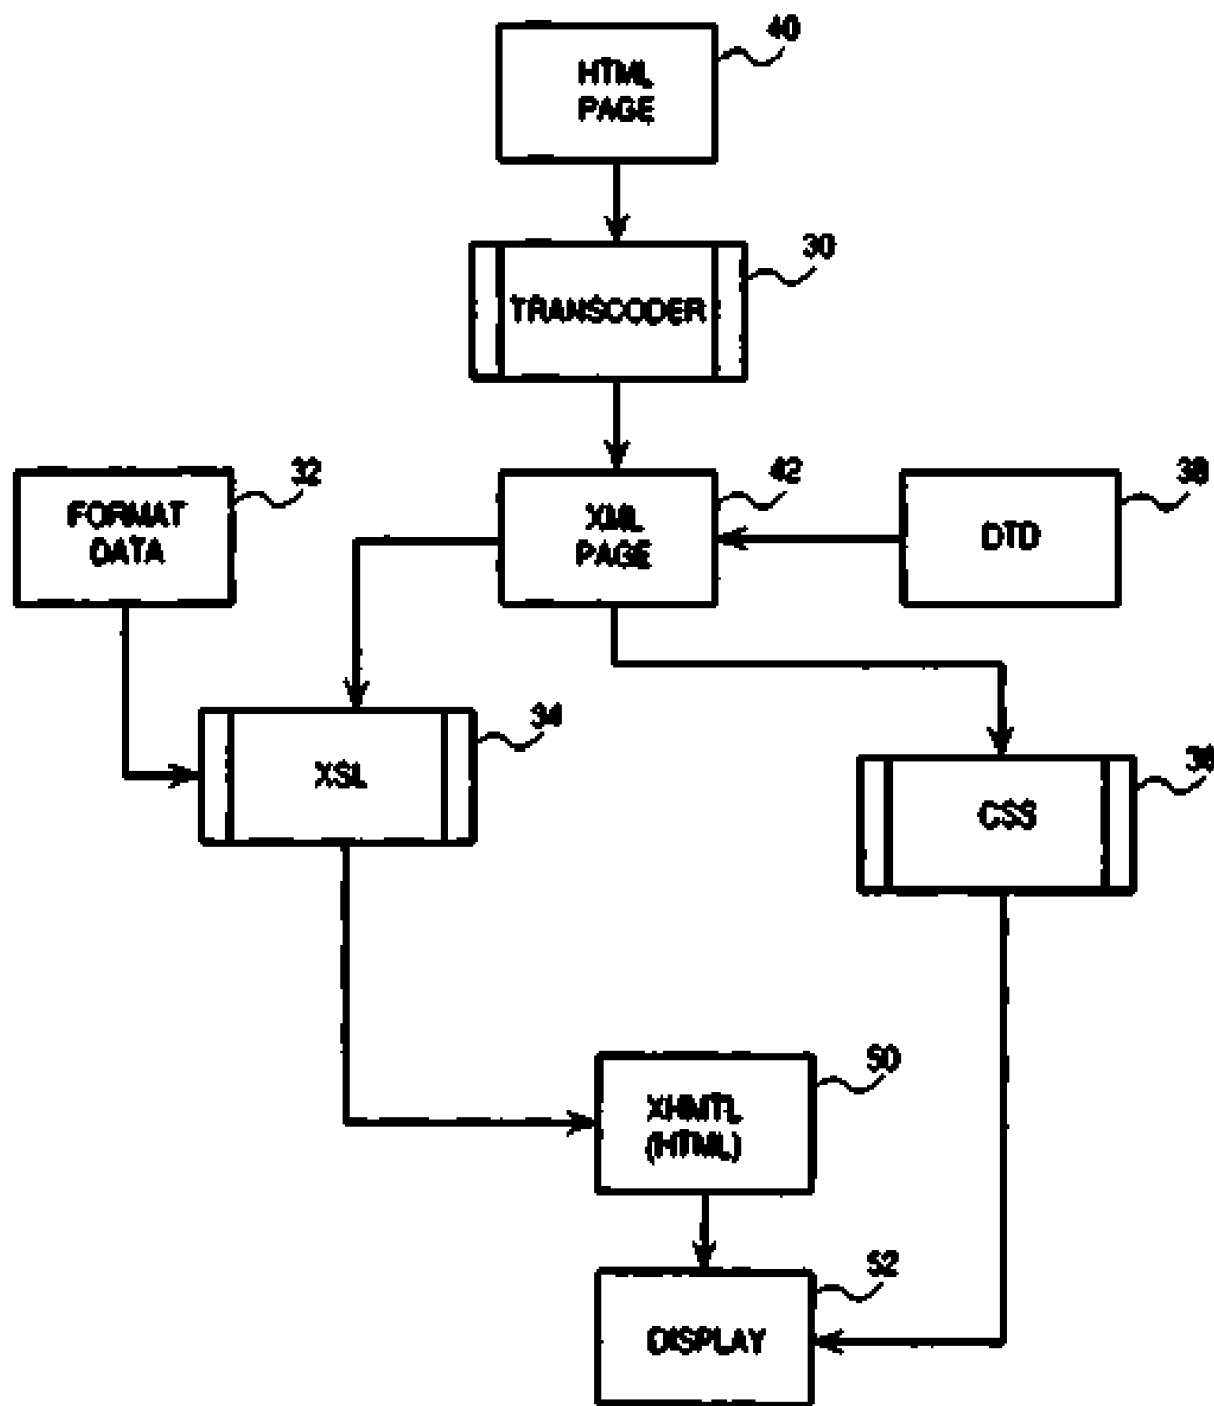 40
HTML
PAGE
30
TRANSCODER
32
FORMAT
DATA
42
XML
PAGE
38
DTD
34
XSL
36
CSS
50
XHMTL
(HTML)
52
DISPLAY